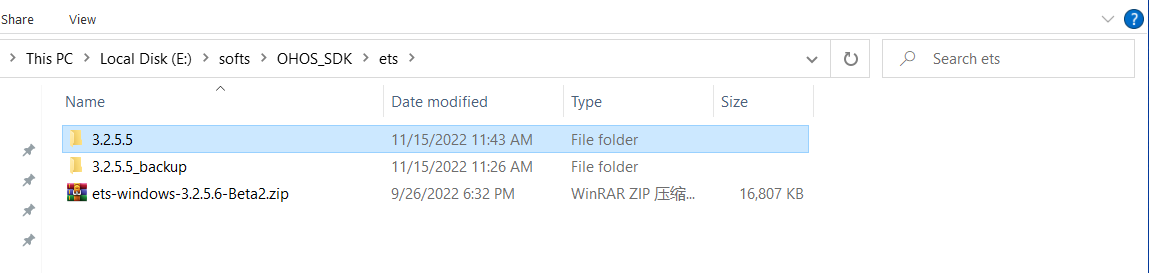 Share View
This PC Local Disk (E:) softs OHOS_SDK ets Search ets
Name Date modified Type Size
3.2.5.5 11/15/2022 11:43 AM File folder
3.2.5.5_backup 11/15/2022 11:26 AM File folder
ets-windows-3.2.5.6-Beta2.zip 9/26/2022 6:32 PM WinRAR ZIP 压缩... 16,807 KB